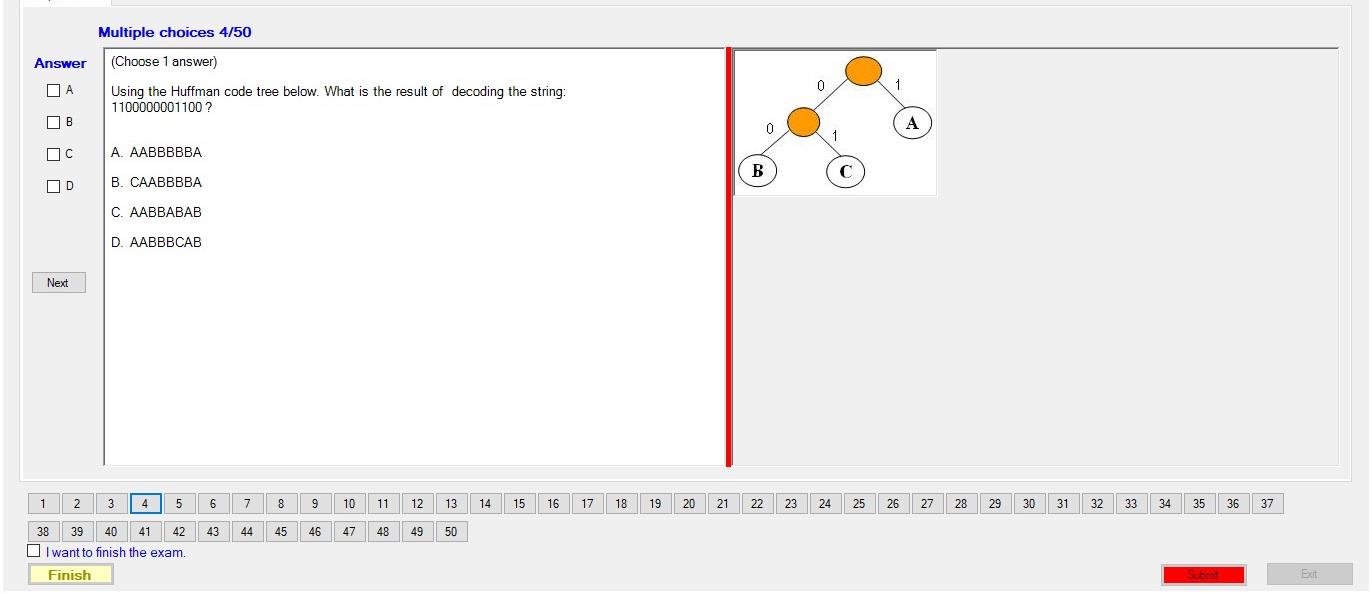 Multiple choices 4/50
Answer
A
B
C
D
Next
(Choose 1 answer)
Using the Huffman code tree below. What is the result of decoding the string:
1100000001100 ?
A. AABBBBBA
B. CAABBBBA
C. AABBABAB
D. AABBBCAB
0 1
0 1
A
B C
1 2 3 4 5 6 7 8 9 10 11 12 13 14 15 16 17 18 19 20 21 22 23 24 25 26 27 28 29 30 31 32 33 34 35 36 37
38 39 40 41 42 43 44 45 46 47 48 49 50
I want to finish the exam.
Finish Submit Exit